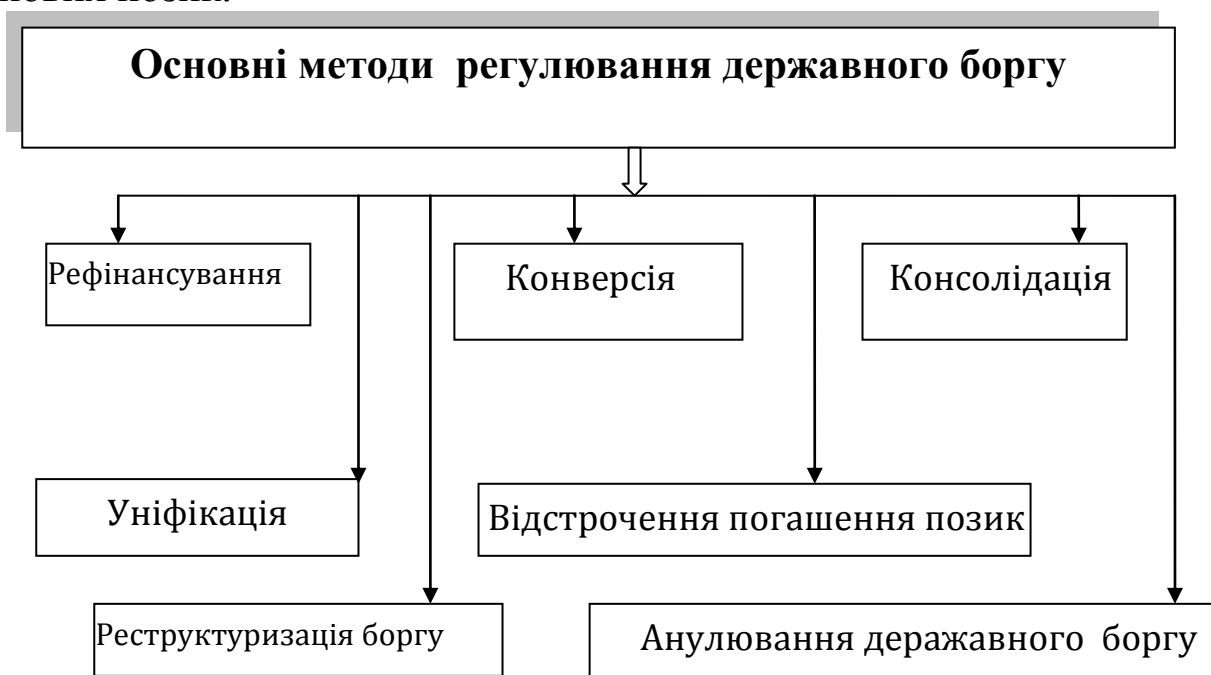 Основні методи регулювання державного боргу
Рефінансування
Конверсія
Консолідація
Уніфікація
Відстрочення погашення позик
Реструктуризація боргу
Анулювання деражавного боргу